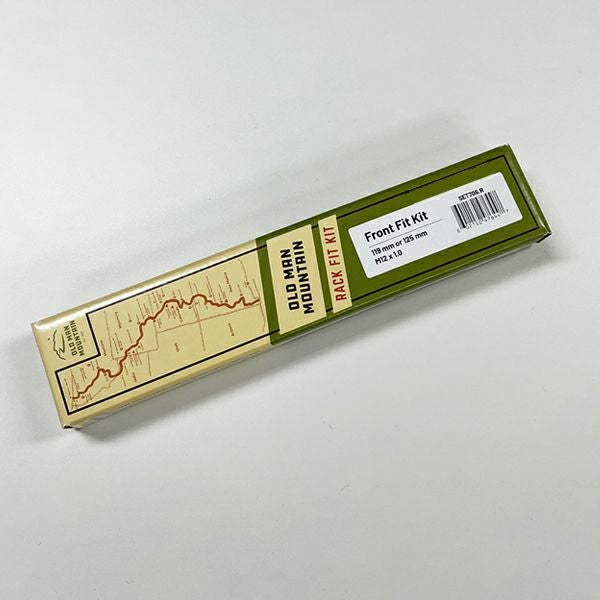 OLD MAN
MOUNTAIN
OLD MAN
MOUNTAIN
RACK FIT KIT
Front Fit Kit
119 mm or 125 mm
M12 x 1.0
SET706.R